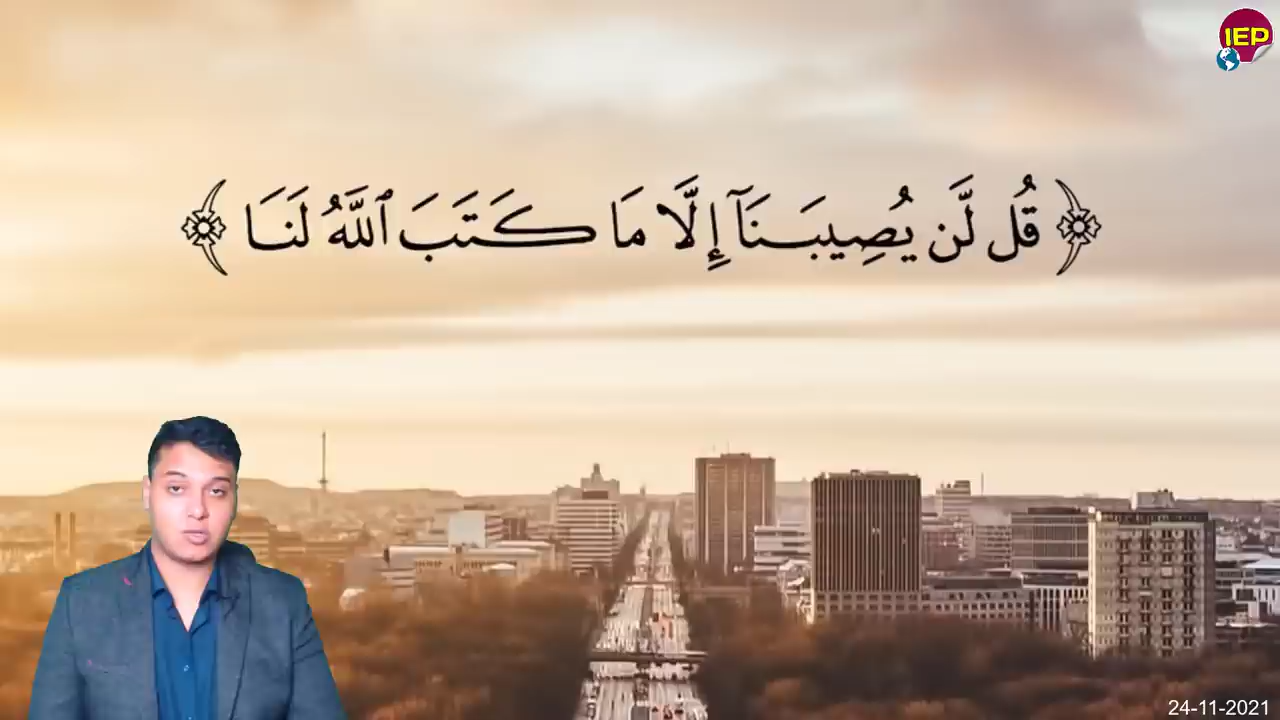 IEP
﴿ قُل لَّن يُصِيبَنَآ إِلَّا مَا كَتَبَ ٱللَّهُ لَنَا ﴾
24-11-2021